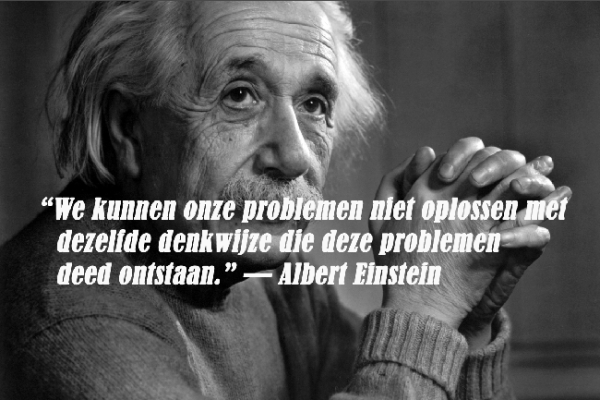 “We kunnen onze problemen niet oplossen met
dezelfde denkwijze die deze problemen
deed ontstaan.” — Albert Einstein